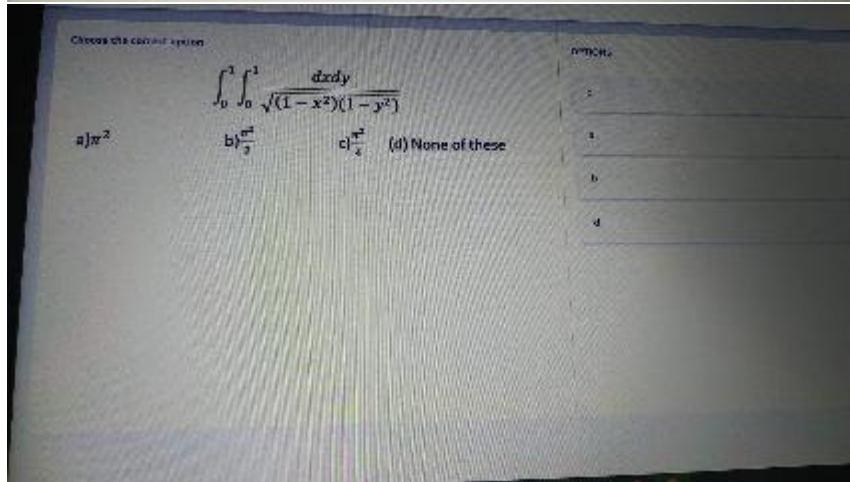 Choose the correct option
∫₀¹ ∫₀¹ dxdy / √(1 − x²)(1 − y²)
a)π² b)π²/2 c)π²/4 (d) None of these
OPTIONS
c
a
b
d